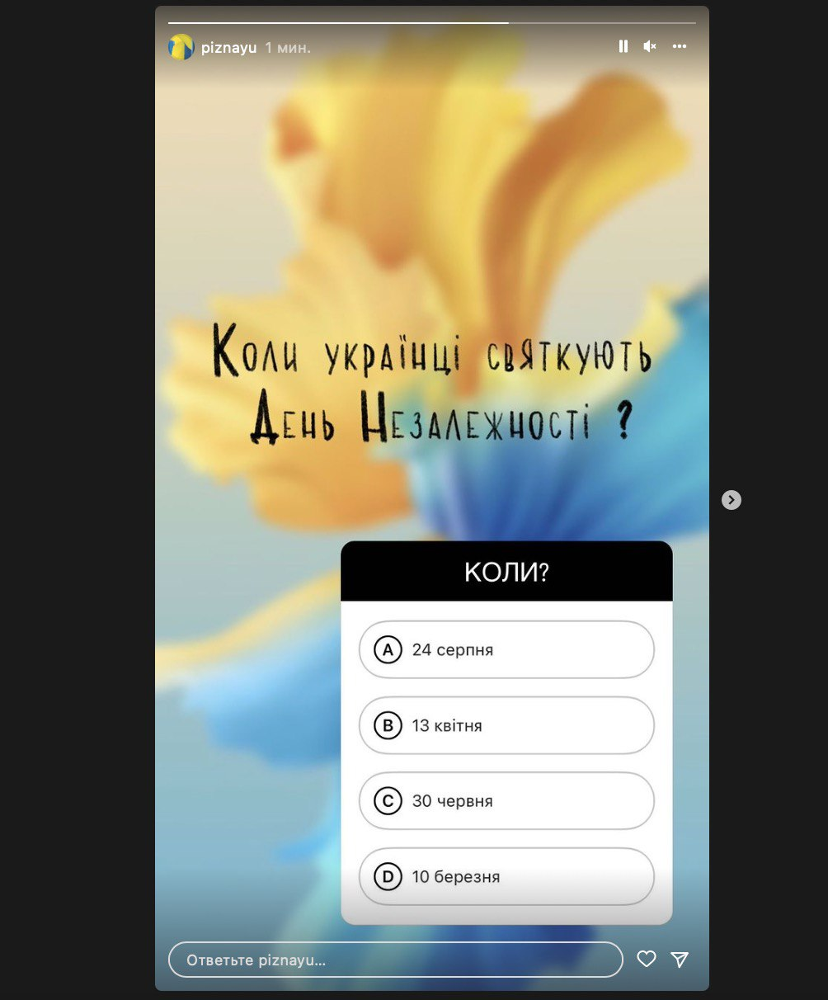 piznayu 1 мин.
Коли українці святкують
День Незалежності ?
КОЛИ?
A 24 серпня
B 13 квітня
C 30 червня
D 10 березня
Ответьте piznayu...